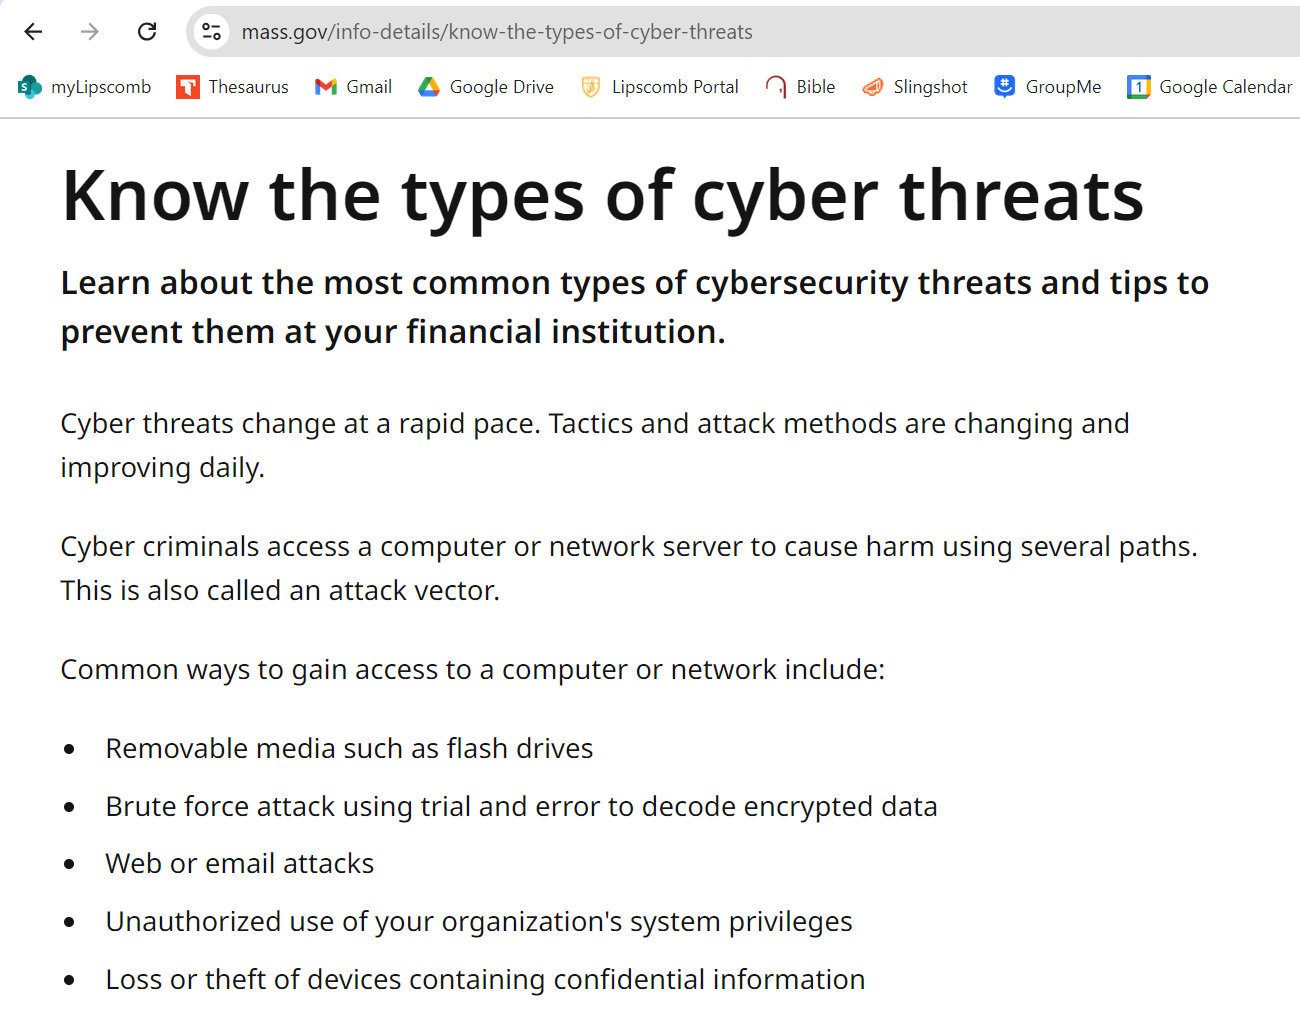 mass.gov/info-details/know-the-types-of-cyber-threats
myLipscomb Thesaurus Gmail Google Drive Lipscomb Portal Bible Slingshot GroupMe 1 Google Calendar
Know the types of cyber threats
Learn about the most common types of cybersecurity threats and tips to
prevent them at your financial institution.
Cyber threats change at a rapid pace. Tactics and attack methods are changing and
improving daily.
Cyber criminals access a computer or network server to cause harm using several paths.
This is also called an attack vector.
Common ways to gain access to a computer or network include:
• Removable media such as flash drives
• Brute force attack using trial and error to decode encrypted data
• Web or email attacks
• Unauthorized use of your organization's system privileges
• Loss or theft of devices containing confidential information